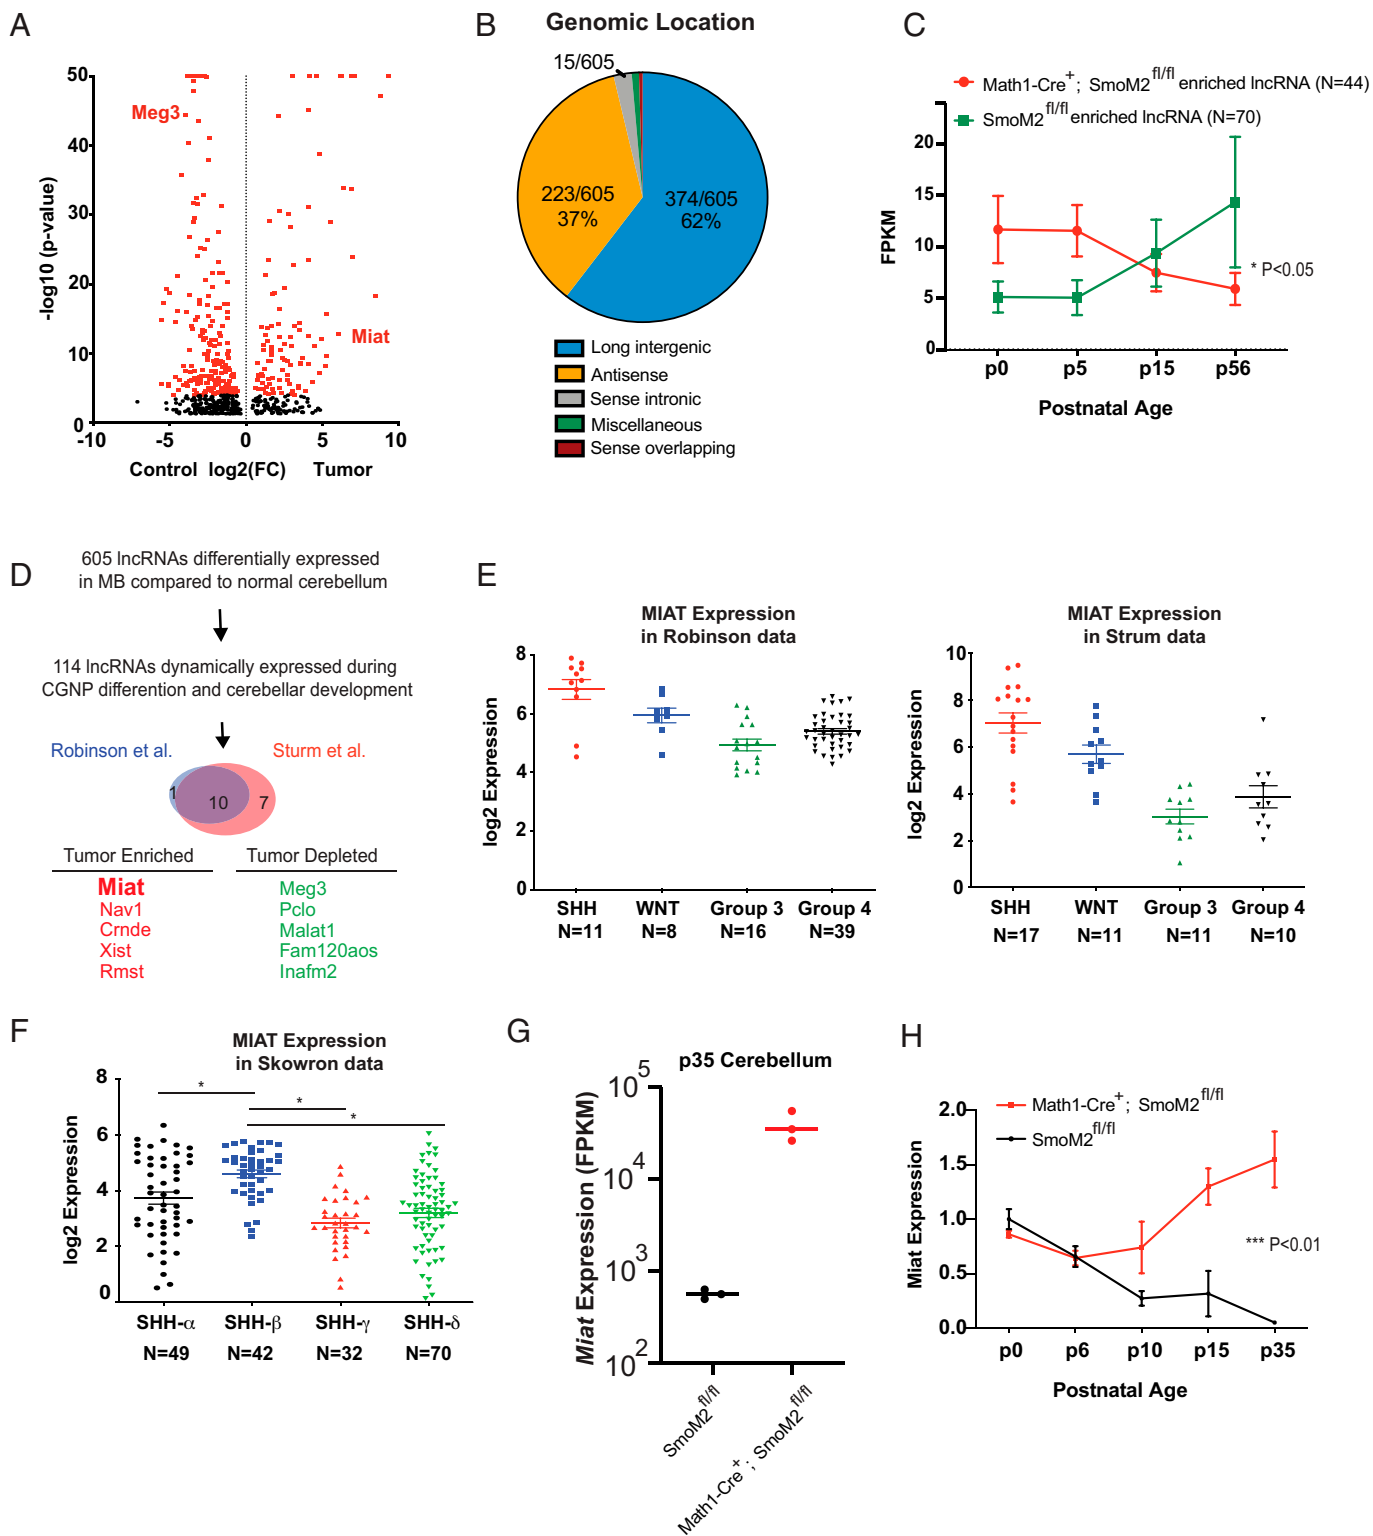 A
50
40
30
20
10
0
-log10 (p-value)
Meg3
Miat
-10
-5
0
5
10
Control log2(FC) Tumor
B
Genomic Location
15/605
223/605
37%
374/605
62%
Long intergenic
Antisense
Sense intronic
Miscellaneous
Sense overlapping
C
Math1-Cre+; SmoM2fl/fl enriched lncRNA (N=44)
SmoM2fl/fl enriched lncRNA (N=70)
20
15
10
5
0
FPKM
* P<0.05
p0
p5
p15
p56
Postnatal Age
D
605 lncRNAs differentially expressed
in MB compared to normal cerebellum
114 lncRNAs dynamically expressed during
CGNP differention and cerebellar development
Robinson et al.
Sturm et al.
1
10
7
Tumor Enriched
Miat
Nav1
Crnde
Xist
Rmst
Tumor Depleted
Meg3
Pclo
Malat1
Fam120aos
Inafm2
E
MIAT Expression
in Robinson data
8
6
4
2
0
log2 Expression
SHH
WNT
Group 3
Group 4
N=11
N=8
N=16
N=39
MIAT Expression
in Strum data
10
8
6
4
2
0
log2 Expression
SHH
WNT
Group 3
Group 4
N=17
N=11
N=11
N=10
F
MIAT Expression
in Skowron data
8
6
4
2
0
log2 Expression
*
*
*
SHH-α
SHH-β
SHH-γ
SHH-δ
N=49
N=42
N=32
N=70
G
p35 Cerebellum
10^5
10^4
10^3
10^2
Miat Expression (FPKM)
SmoM2fl/fl
Math1-Cre+; SmoM2fl/fl
H
Math1-Cre+; SmoM2fl/fl
SmoM2fl/fl
2.0
1.5
1.0
0.5
0.0
Miat Expression
*** P<0.01
p0
p6
p10
p15
p35
Postnatal Age